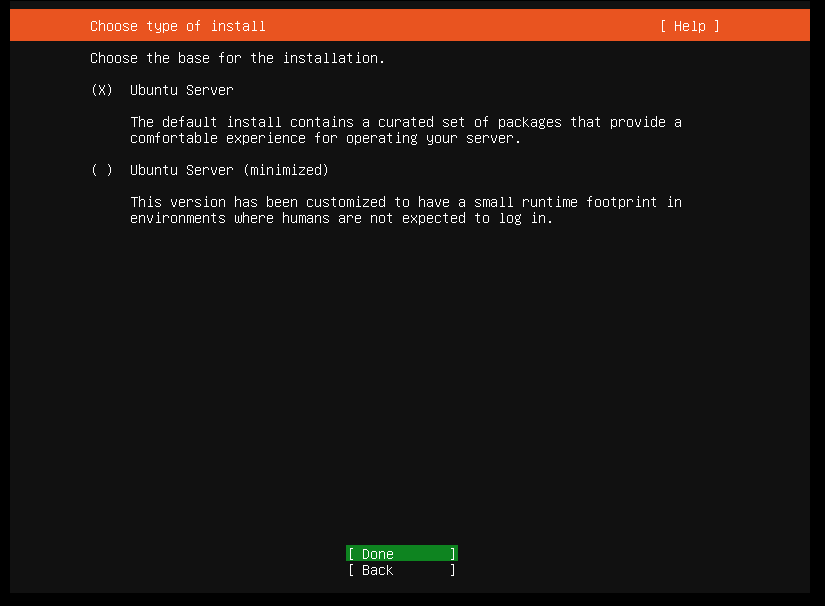 Choose type of install [ Help ]
Choose the base for the installation.
(X) Ubuntu Server
The default install contains a curated set of packages that provide a
comfortable experience for operating your server.
( ) Ubuntu Server (minimized)
This version has been customized to have a small runtime footprint in
environments where humans are not expected to log in.
[ Done ]
[ Back ]